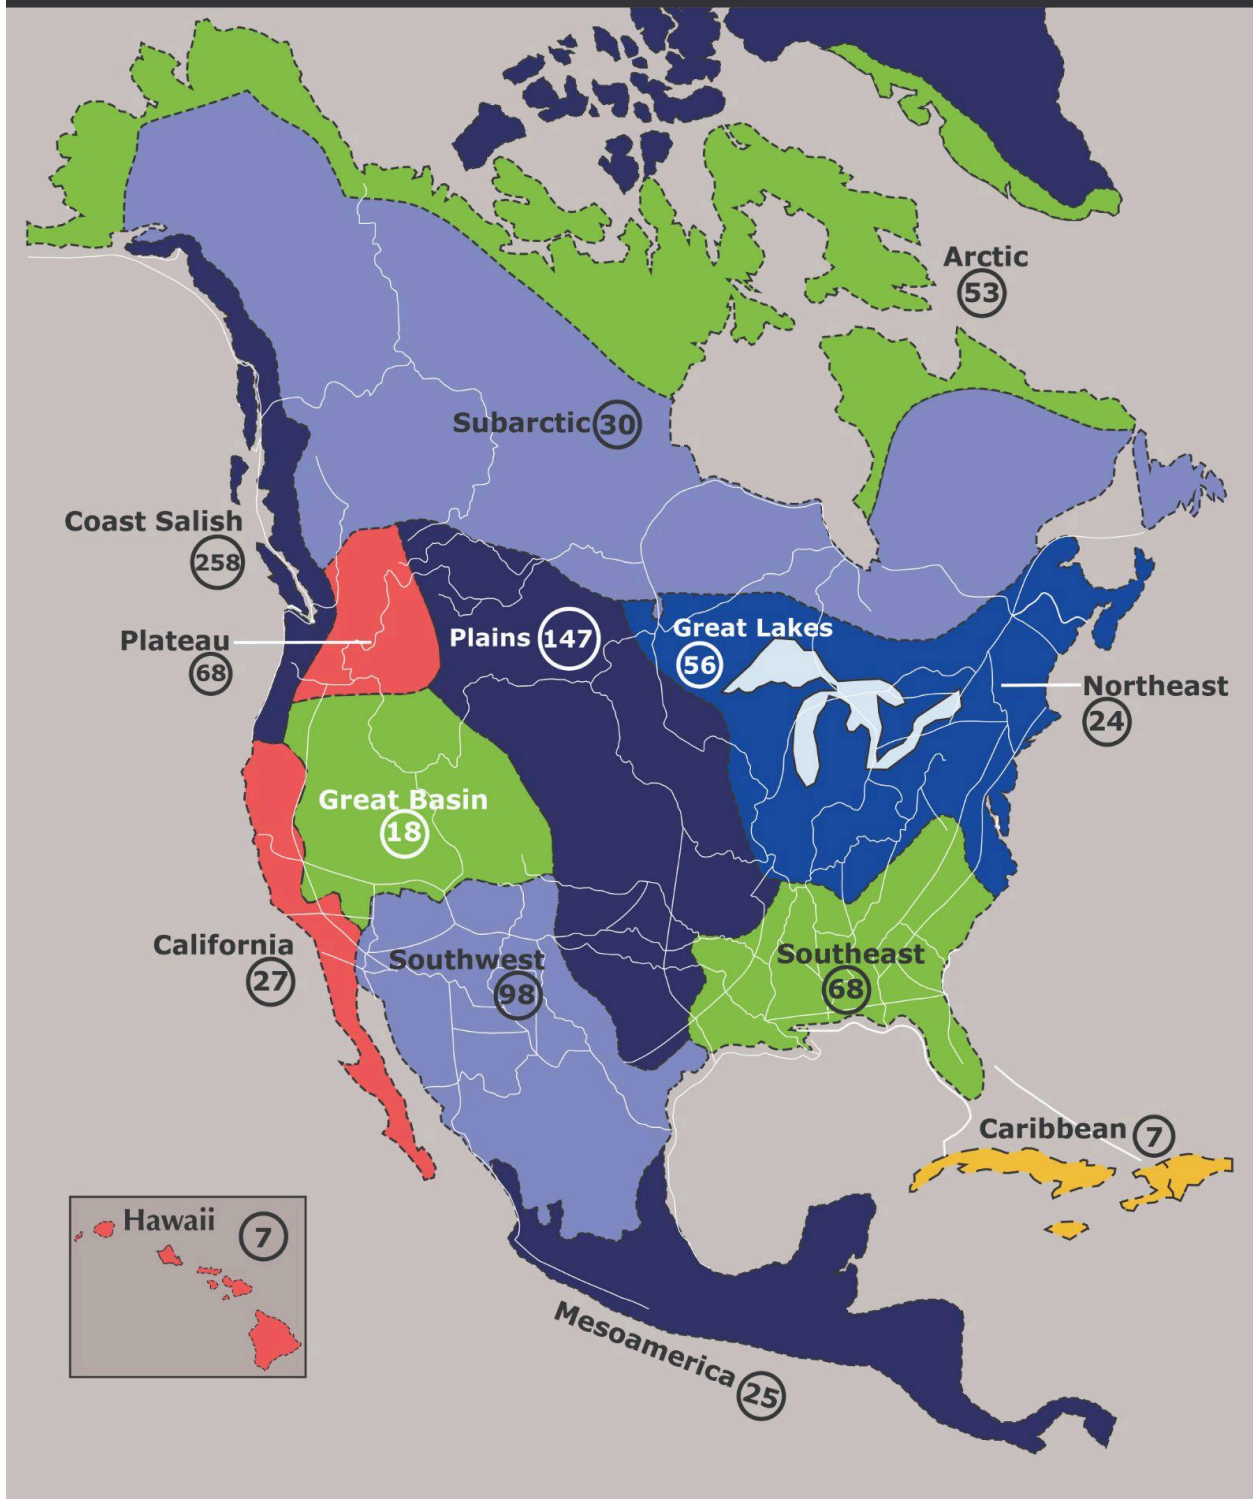 Arctic
53
Subarctic 30
Coast Salish
258
Plateau
68
Plains 147
Great Lakes
56
Northeast
24
Great Basin
18
California
27
Southwest
98
Southeast
68
Caribbean 7
Hawaii 7
Mesoamerica 25